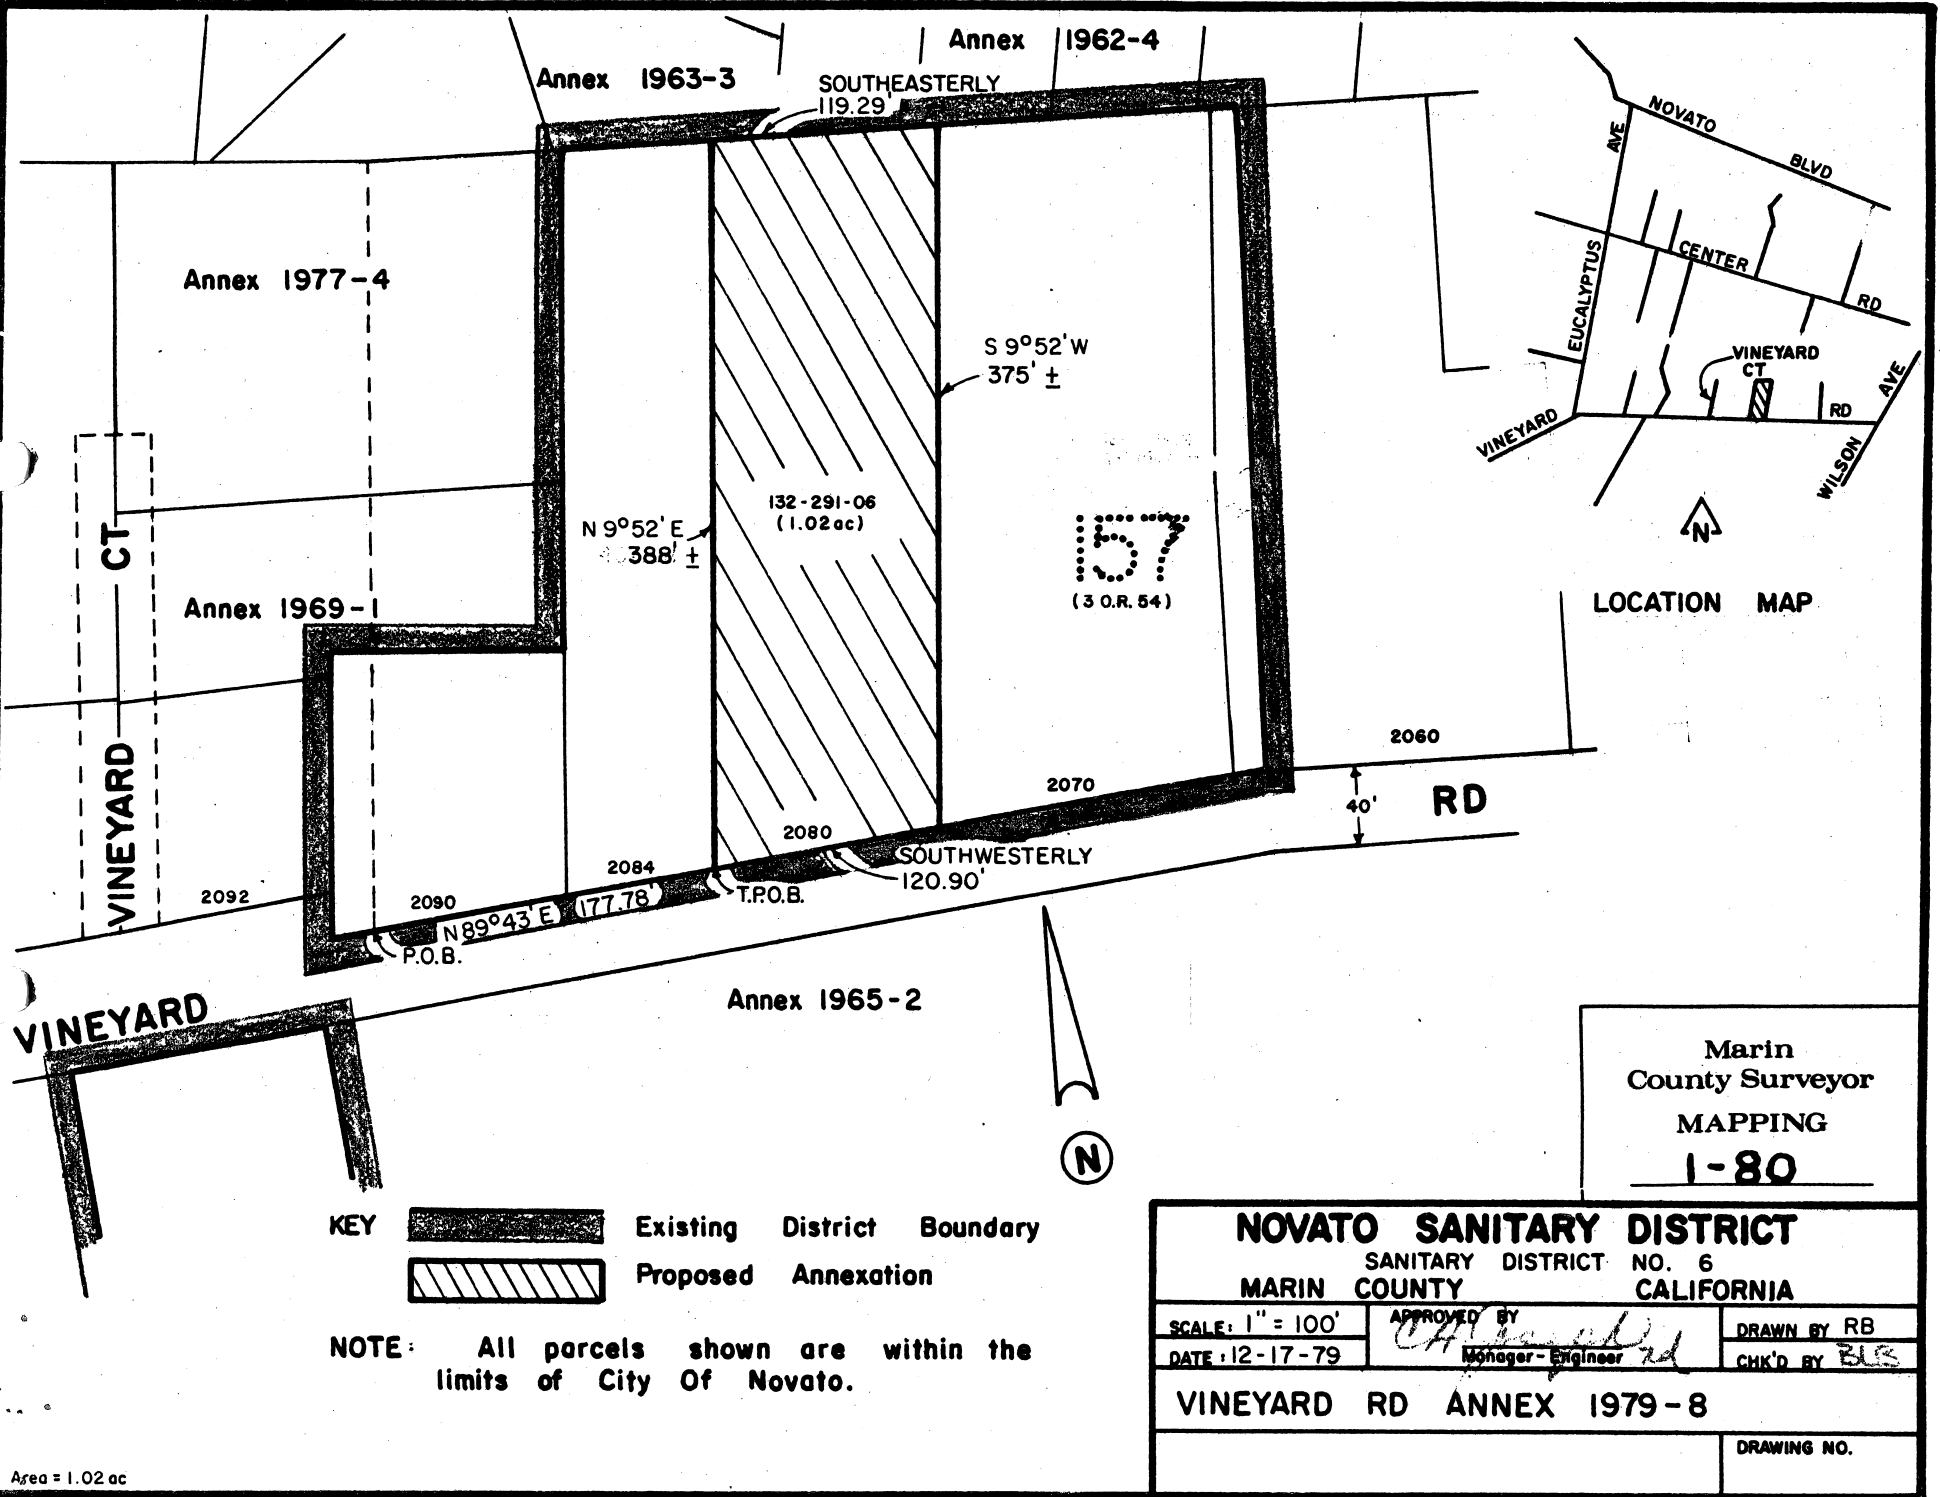 Annex 1962-4
Annex 1963-3
SOUTHEASTERLY
119.29'
NOVATO
BLVD
AVE
EUCALYPTUS
CENTER
RD
VINEYARD
CT
AVE
RD
VINEYARD
WILSON
N
LOCATION MAP
Annex 1977-4
S 9°52' W
375' ±
132-291-06
(1.02ac)
N 9°52' E
388' ±
157
(3 O.R. 54)
Annex 1969-1
VINEYARD CT
2060
2070
40'
RD
2080
SOUTHWESTERLY
120.90'
2084
T.P.O.B.
2092
2090
N 89°43' E (177.78')
P.O.B.
VINEYARD
Annex 1965-2
N
Marin
County Surveyor
MAPPING
1-80
KEY
Existing District Boundary
Proposed Annexation
NOTE: All parcels shown are within the
limits of City Of Novato.
NOVATO SANITARY DISTRICT
SANITARY DISTRICT NO. 6
MARIN COUNTY CALIFORNIA
SCALE: 1" = 100'
APPROVED BY
DRAWN BY RB
DATE: 12-17-79
Manager-Engineer
CHK'D BY BLB
VINEYARD RD ANNEX 1979-8
DRAWING NO.
Area = 1.02 ac